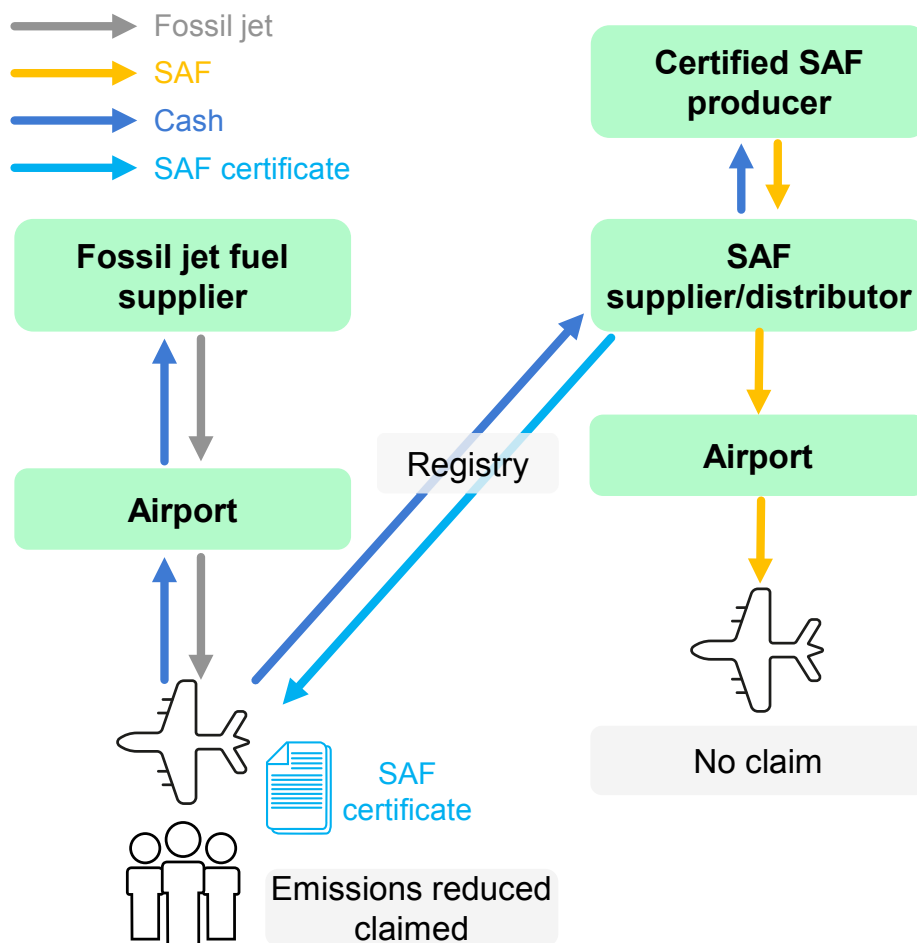 Fossil jet
SAF
Cash
SAF certificate
Certified SAF
producer
Fossil jet fuel
supplier
SAF
supplier/distributor
Registry
Airport
Airport
No claim
SAF
certificate
Emissions reduced
claimed